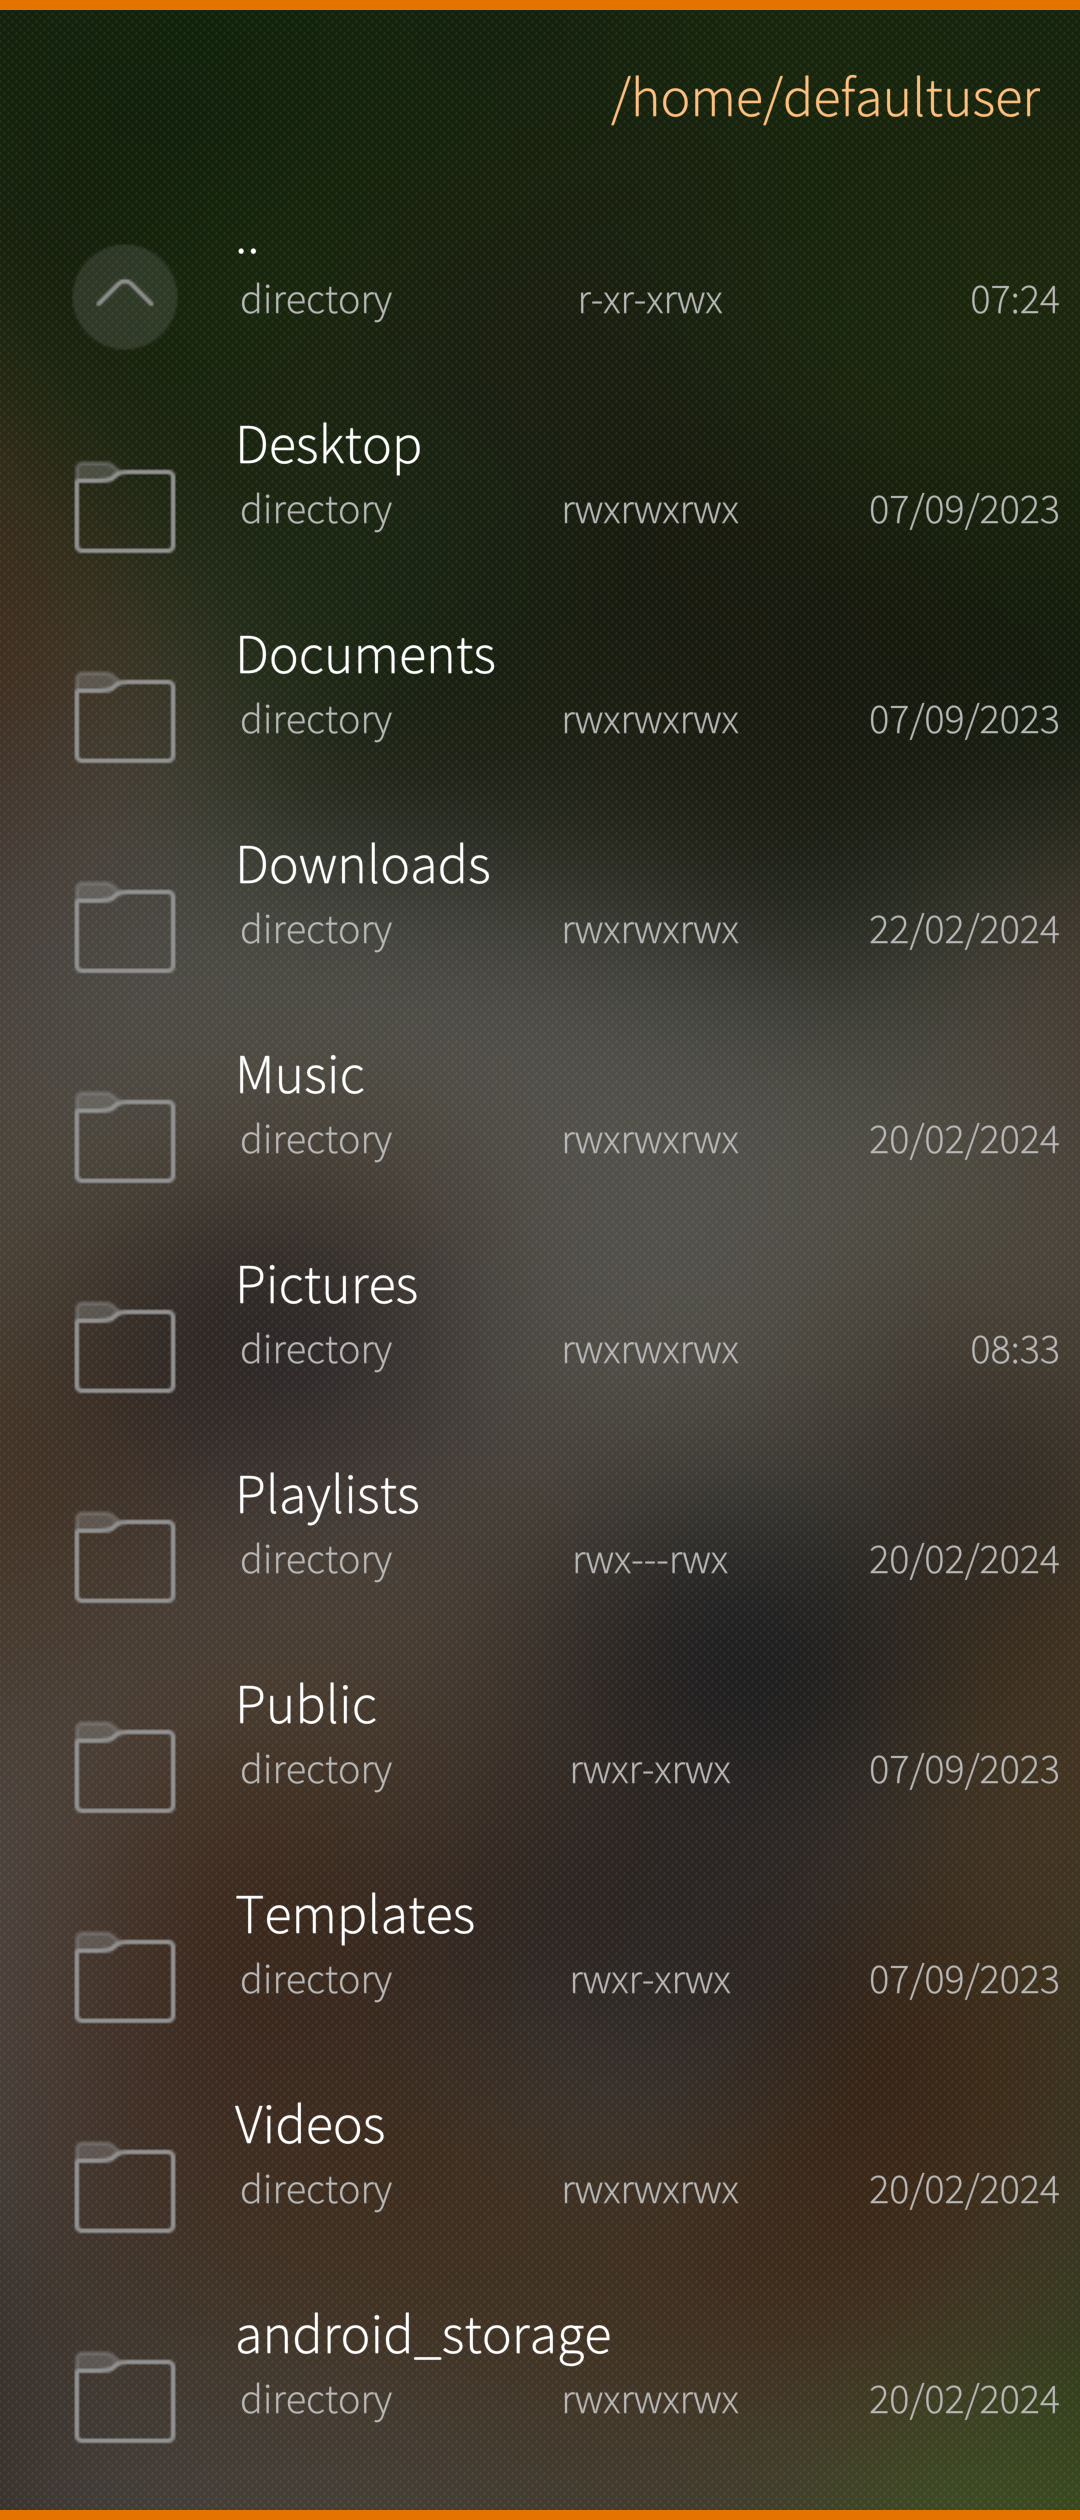 /home/defaultuser
..
directory r-xr-xrwx 07:24
Desktop
directory rwxrwxrwx 07/09/2023
Documents
directory rwxrwxrwx 07/09/2023
Downloads
directory rwxrwxrwx 22/02/2024
Music
directory rwxrwxrwx 20/02/2024
Pictures
directory rwxrwxrwx 08:33
Playlists
directory rwx---rwx 20/02/2024
Public
directory rwxr-xrwx 07/09/2023
Templates
directory rwxr-xrwx 07/09/2023
Videos
directory rwxrwxrwx 20/02/2024
android_storage
directory rwxrwxrwx 20/02/2024